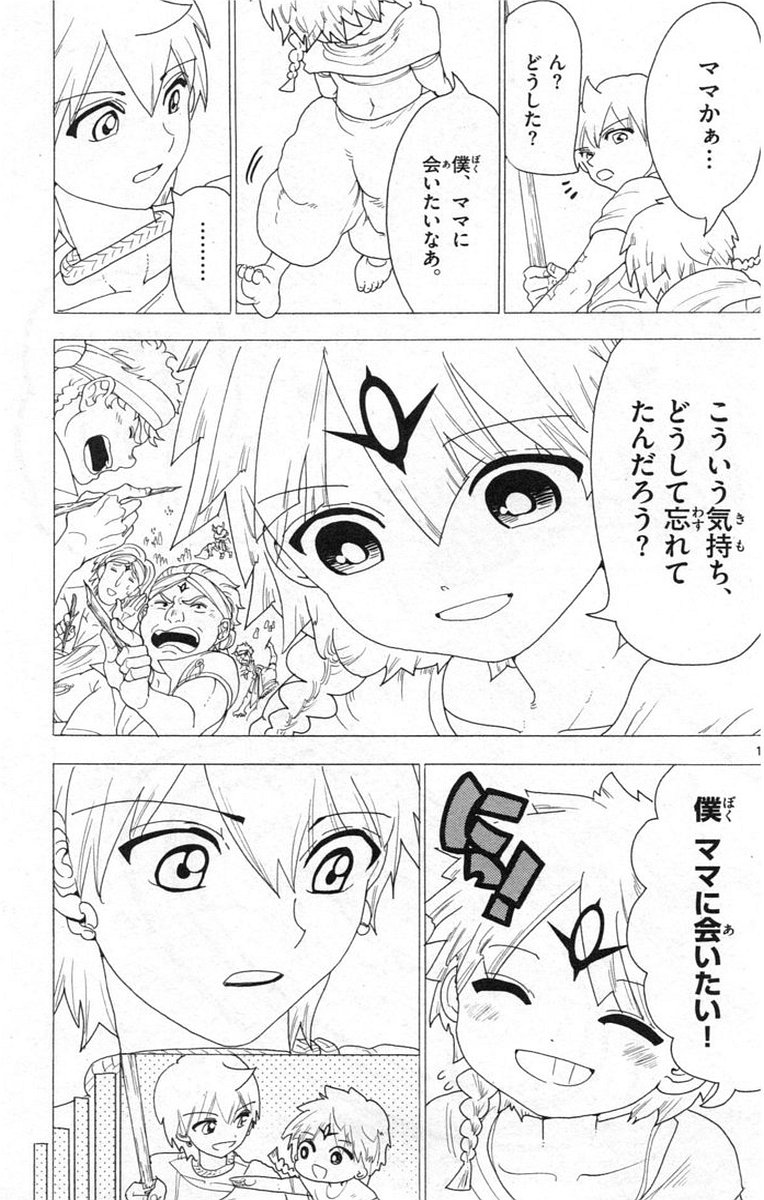 ママかぁ…
ん？
どうした？
僕、ママに
会いたいなあ。
………
こういう気持ち、
どうして忘れて
たんだろう？
僕 ママに会いたい！